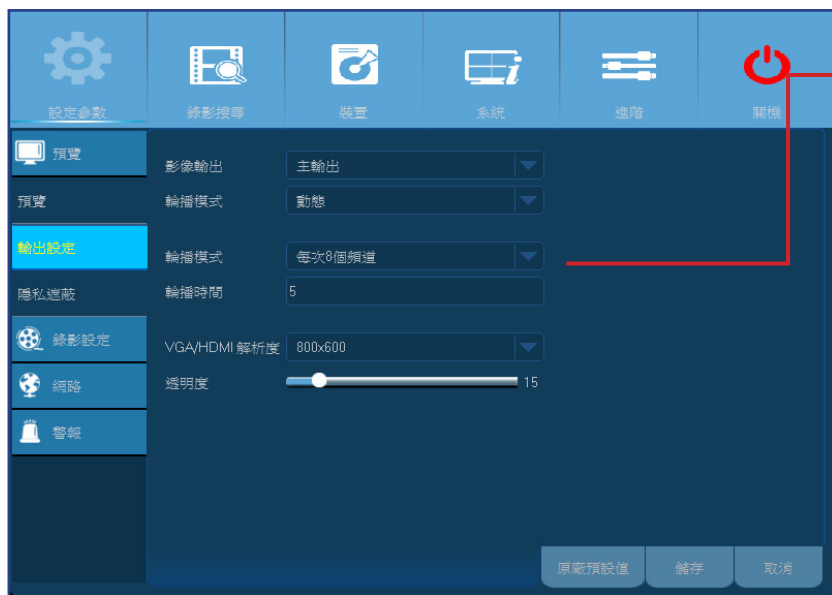 設定參數
錄影搜尋
裝置
系統
進階
關機
預覽
預覽
輸出設定
隱私遮蔽
錄影設定
網路
警報
影像輸出 主輸出
輪播模式 動態
輪播模式 每次8個頻道
輪播時間 5
VGA/HDMI 解析度 800x600
透明度 15
原廠預設值 儲存 取消